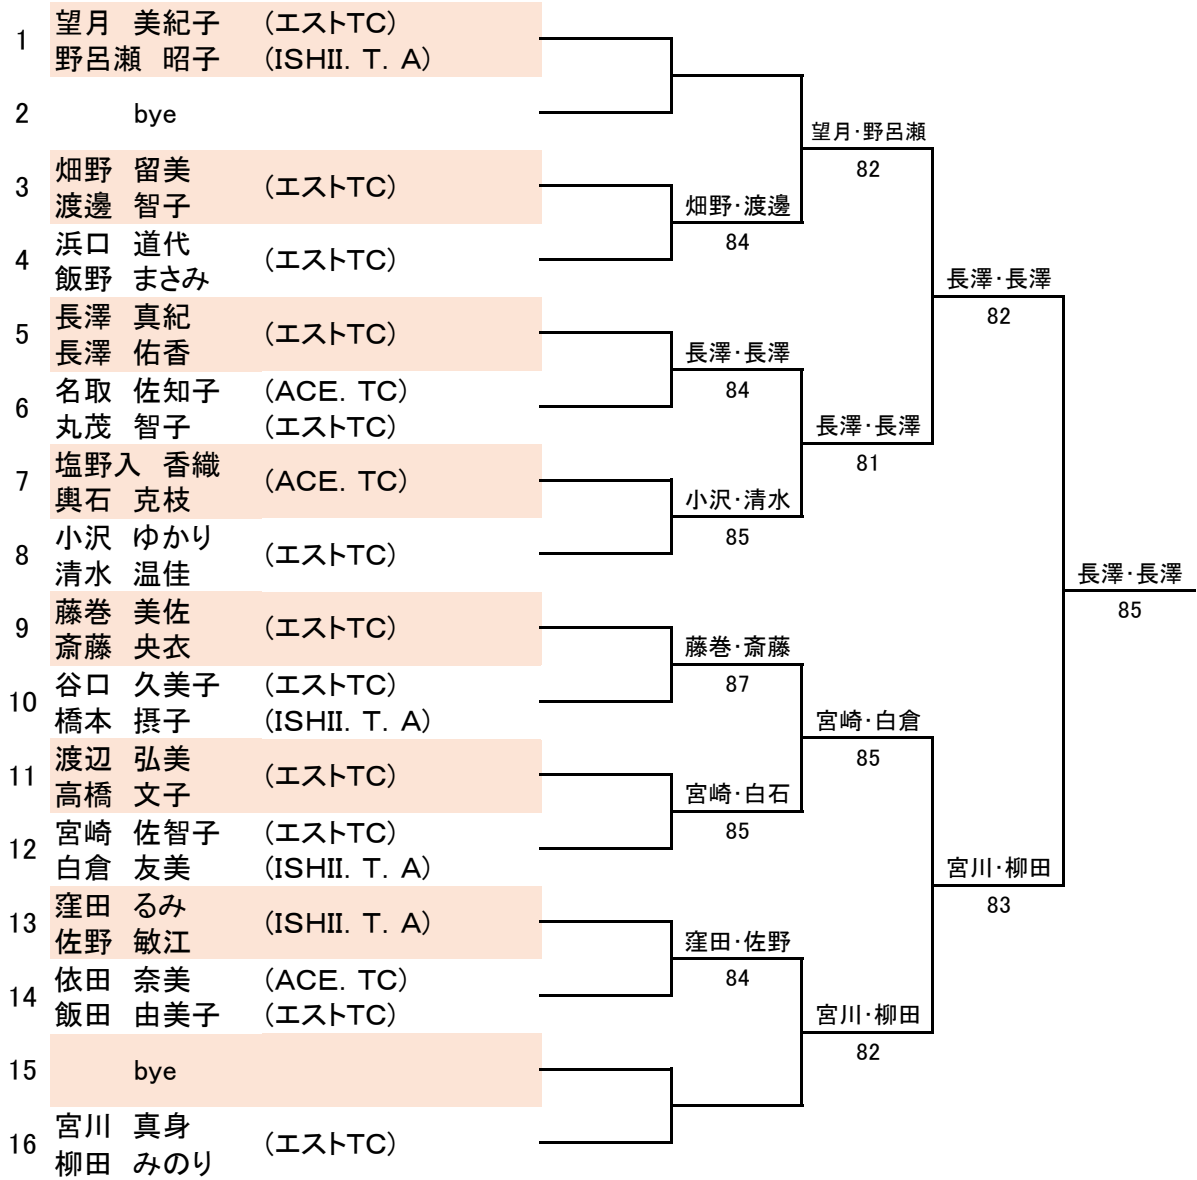 1 望月 美紀子 (エストTC)
野呂瀬 昭子 (ISHII. T. A)
2 bye
望月・野呂瀬
82
3 畑野 留美 (エストTC)
渡邊 智子
畑野・渡邊
84
4 浜口 道代 (エストTC)
飯野 まさみ
長澤・長澤
82
5 長澤 真紀 (エストTC)
長澤 佑香
長澤・長澤
84
6 名取 佐知子 (ACE. TC)
丸茂 智子 (エストTC)
長澤・長澤
81
7 塩野入 香織 (ACE. TC)
輿石 克枝
小沢・清水
85
8 小沢 ゆかり (エストTC)
清水 温佳
長澤・長澤
85
9 藤巻 美佐 (エストTC)
斎藤 央衣
藤巻・斎藤
87
10 谷口 久美子 (エストTC)
橋本 摂子 (ISHII. T. A)
宮崎・白倉
85
11 渡辺 弘美 (エストTC)
高橋 文子
宮崎・白石
85
12 宮崎 佐智子 (エストTC)
白倉 友美 (ISHII. T. A)
宮川・柳田
83
13 窪田 るみ (ISHII. T. A)
佐野 敏江
窪田・佐野
84
14 依田 奈美 (ACE. TC)
飯田 由美子 (エストTC)
宮川・柳田
82
15 bye
16 宮川 真身 (エストTC)
柳田 みのり